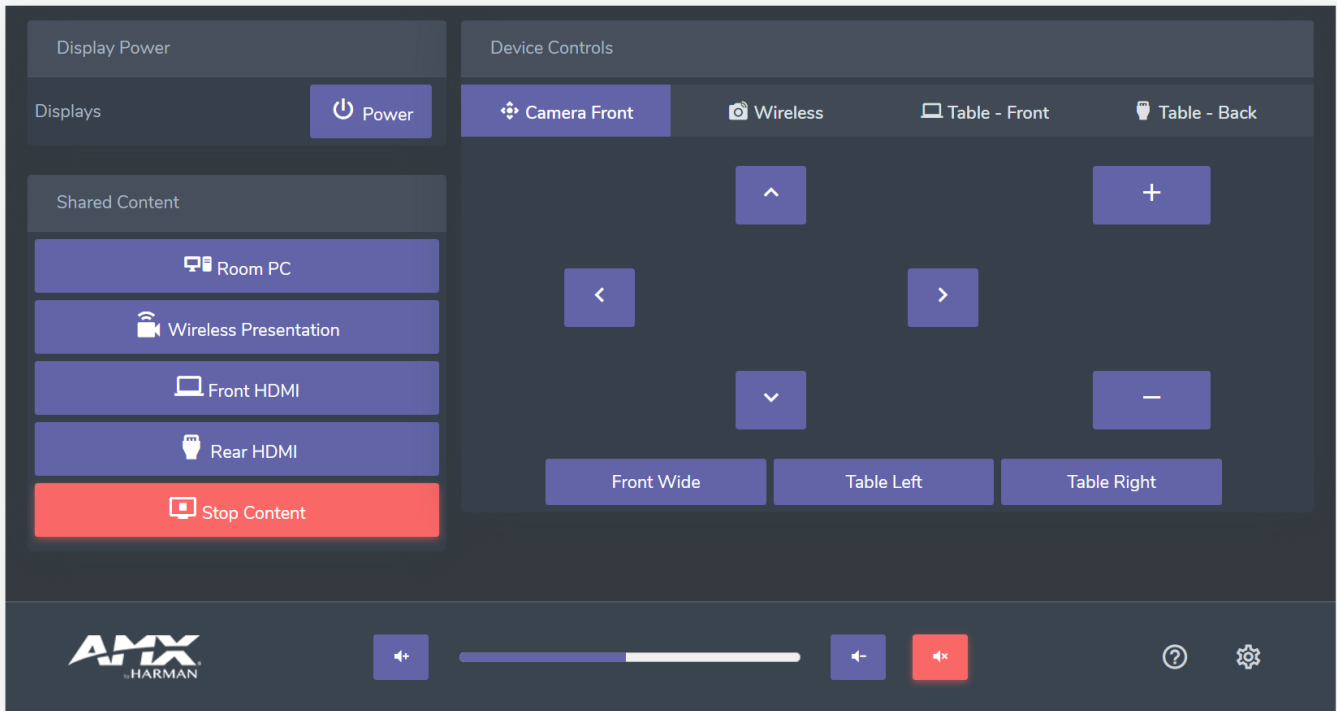 Display Power
Displays
Power
Shared Content
Room PC
Wireless Presentation
Front HDMI
Rear HDMI
Stop Content
Device Controls
Camera Front
Wireless
Table - Front
Table - Back
Front Wide
Table Left
Table Right
AMX
by HARMAN